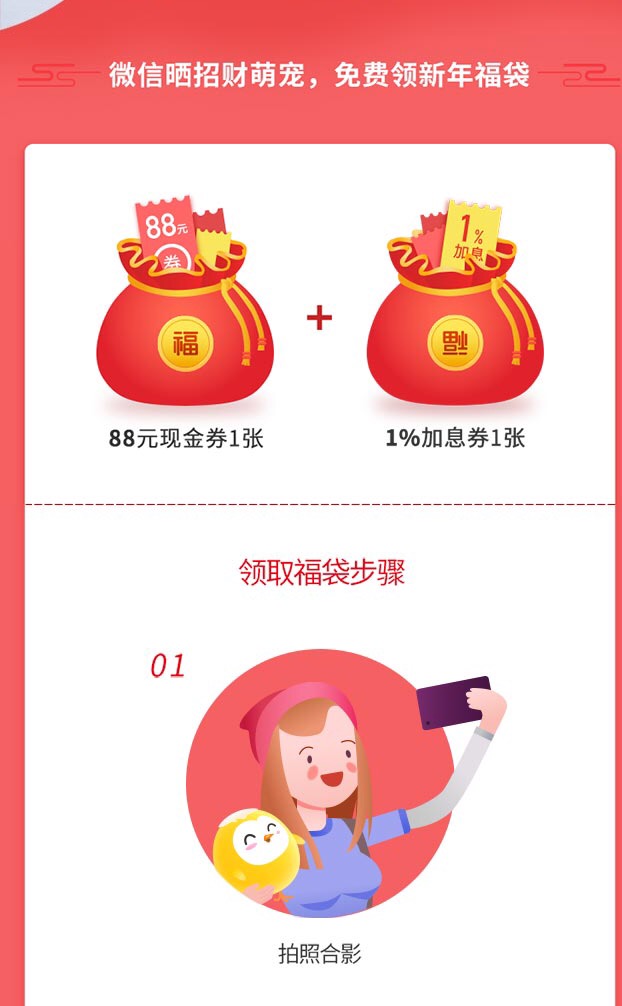 微信晒招财萌宠，免费领新年福袋
88元
券
1%
加息
福
福
88元现金券1张
1%加息券1张
领取福袋步骤
01
拍照合影